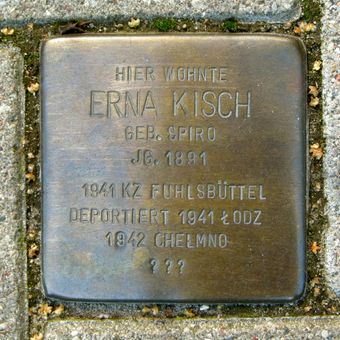 HIER WOHNTE
ERNA KISCH
GEB. SPIRO
JG. 1891
1941 KZ FUHLSBÜTTEL
DEPORTIERT 1941 ŁODZ
1942 CHELMNO
???